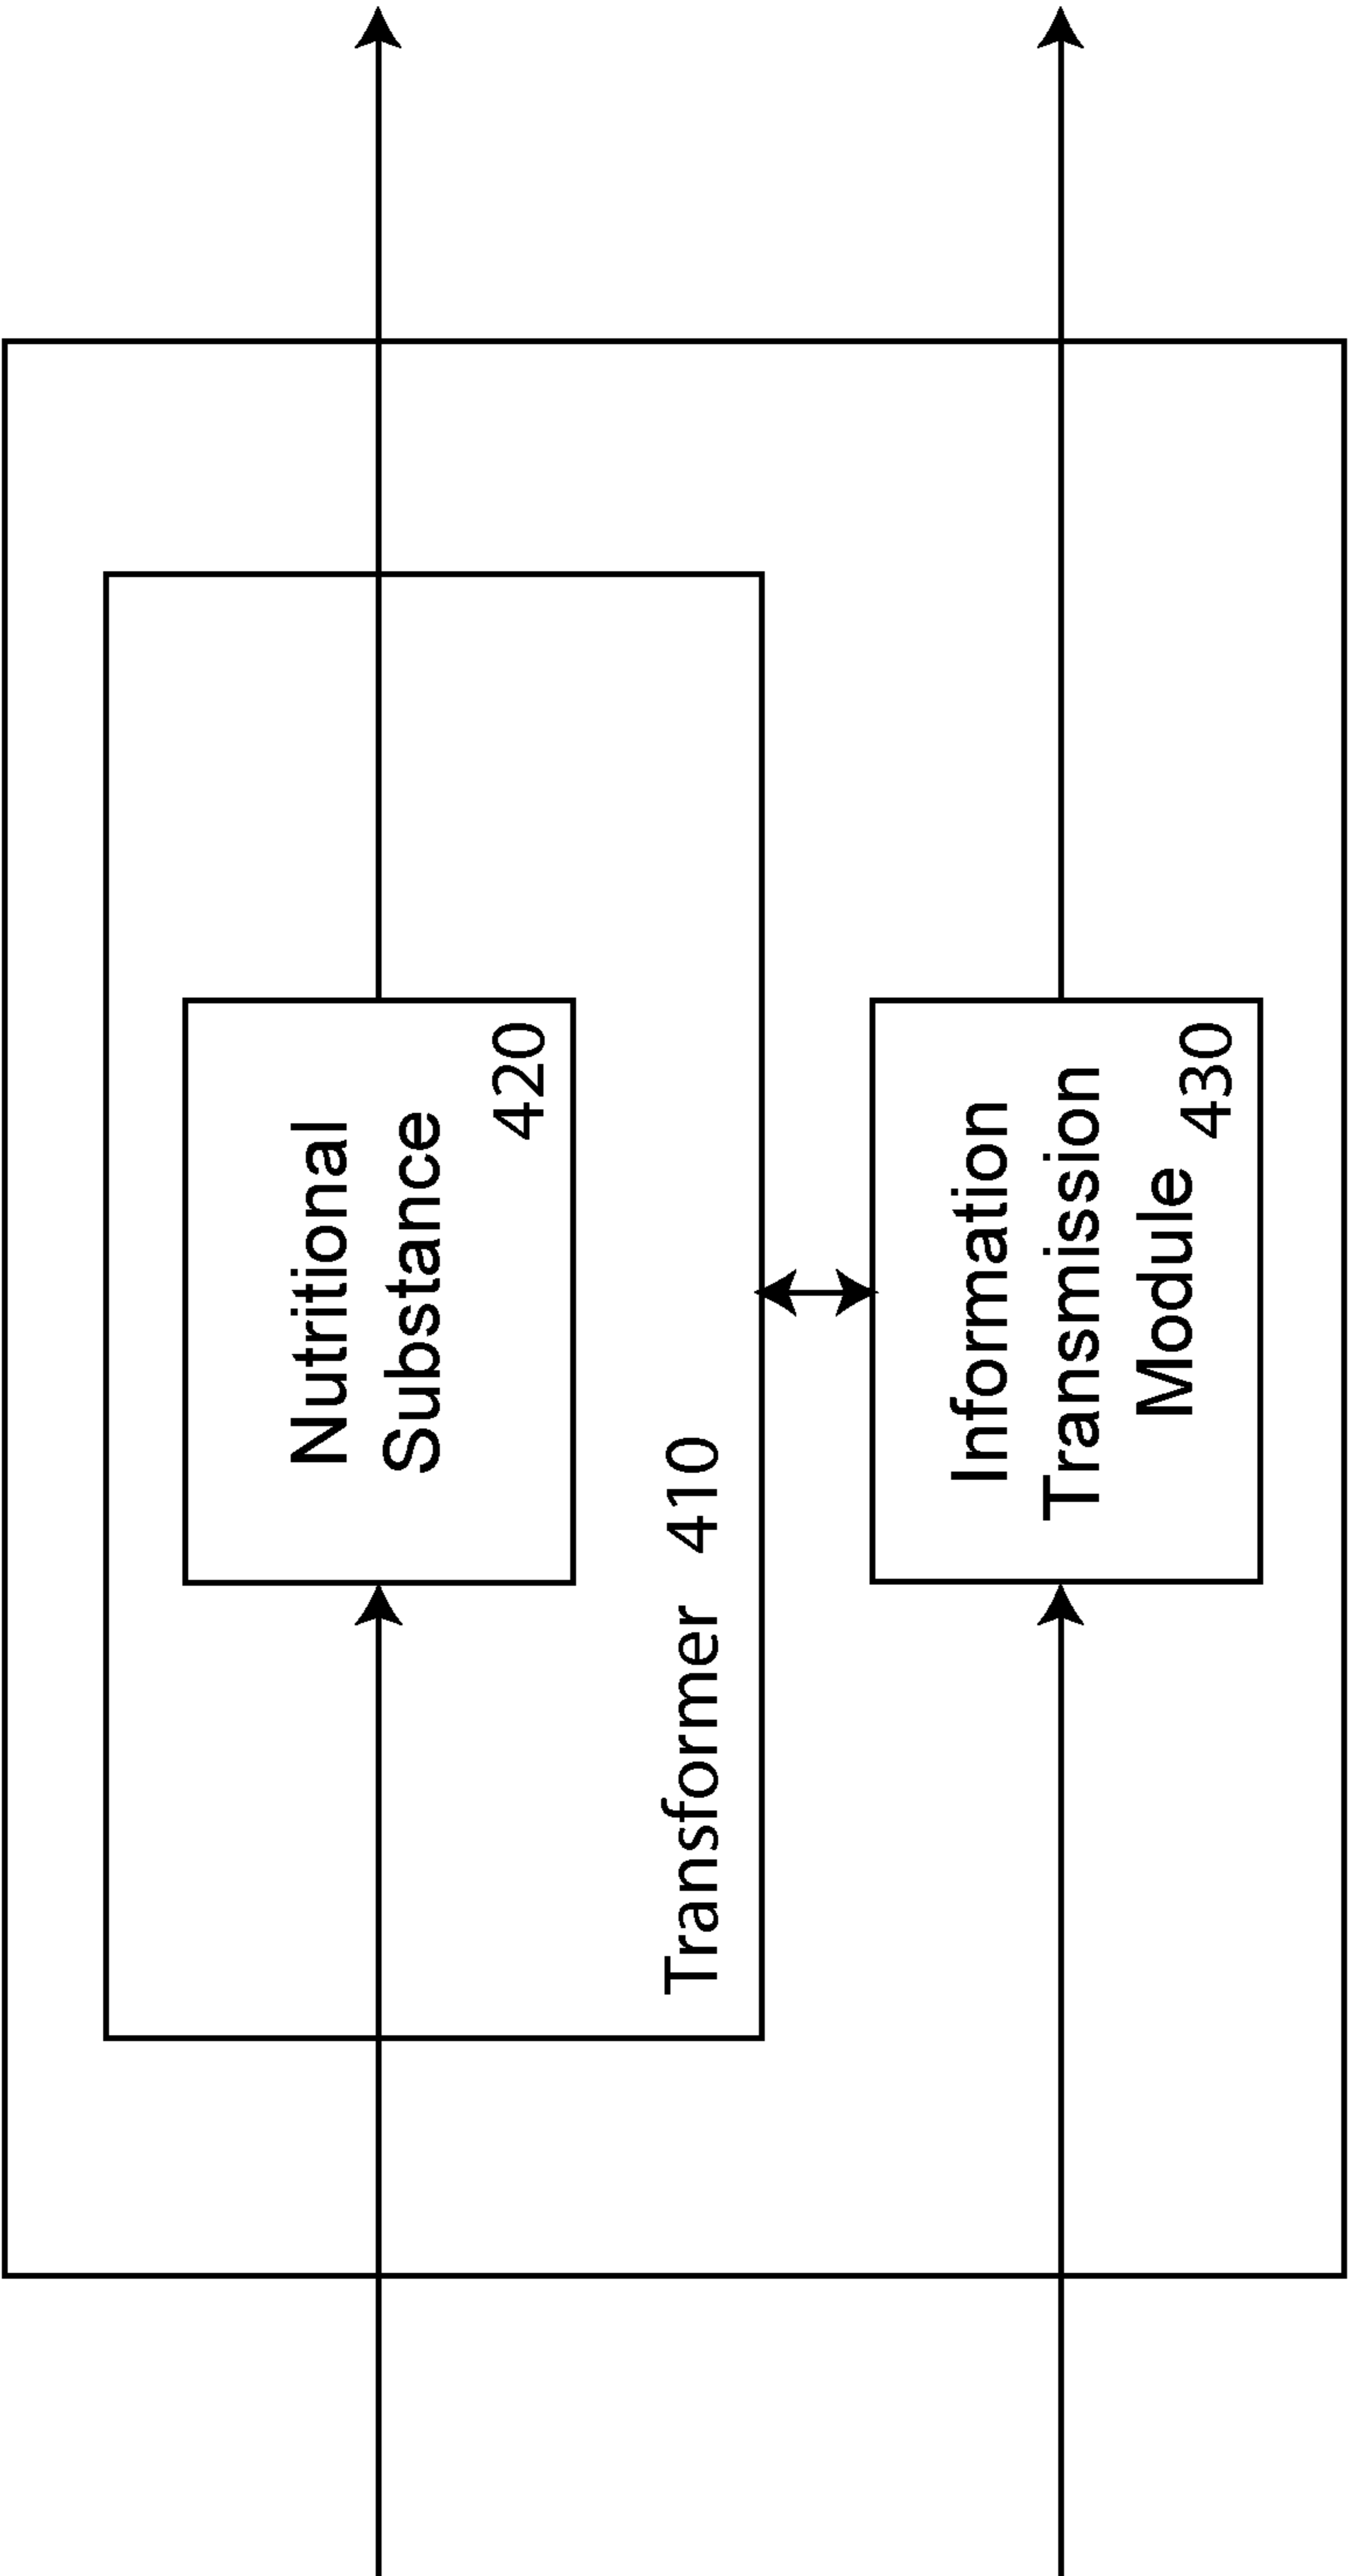 Nutritional
Substance
420
Transformer 410
Information
Transmission
Module 430